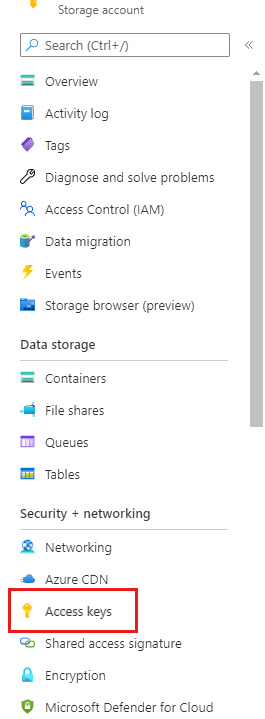 Storage account
Search (Ctrl+/)
«
Overview
Activity log
Tags
Diagnose and solve problems
Access Control (IAM)
Data migration
Events
Storage browser (preview)
Data storage
Containers
File shares
Queues
Tables
Security + networking
Networking
Azure CDN
Access keys
Shared access signature
Encryption
Microsoft Defender for Cloud